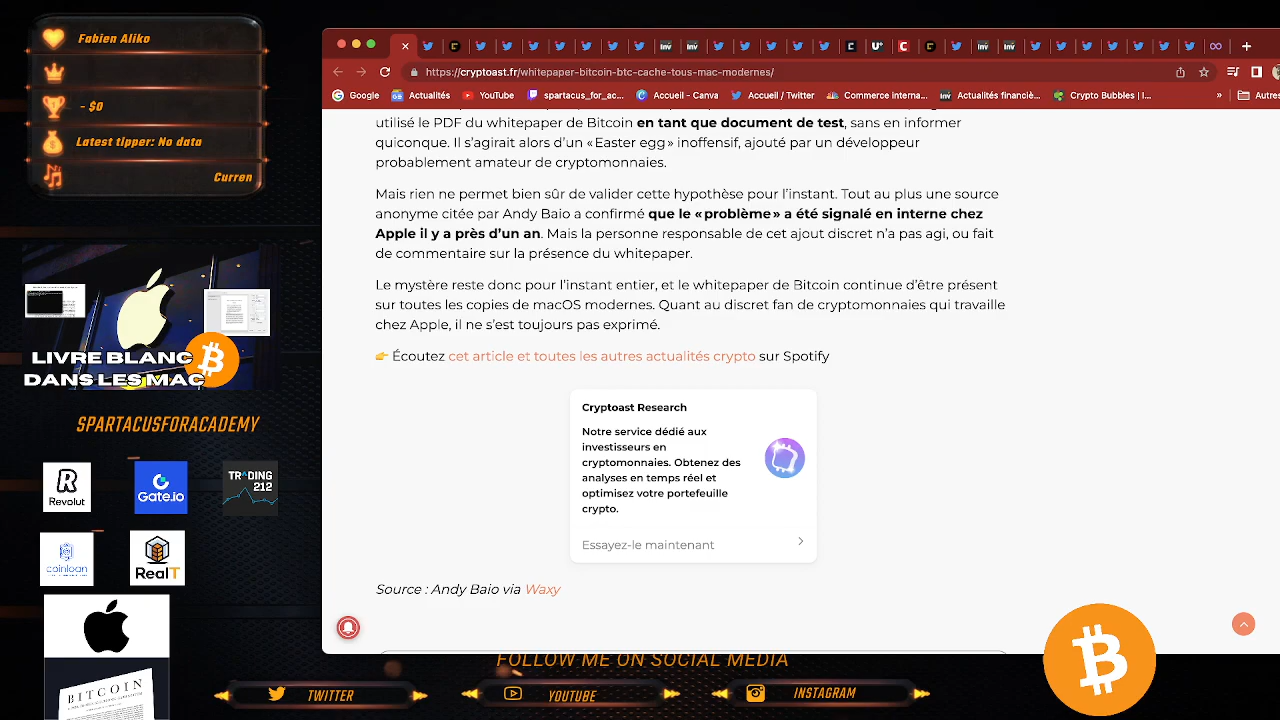 Fabien Aliko
- $0
Latest tipper: No data
Curren
LIVRE BLANC
DANS LES MAC
SPARTACUSFORACADEMY
Revolut
Gate.io
TRADING
212
coinloan
RealT
BITCOIN
https://cryptoast.fr/whitepaper-bitcoin-btc-cache-tous-mac-modernes/
Google
Actualités
YouTube
spartacus_for_ac...
Accueil - Canva
Accueil / Twitter
Commerce interna...
Actualités financiè...
Crypto Bubbles | I...
»
Autres
utilisé le PDF du whitepaper de Bitcoin en tant que document de test, sans en informer
quiconque. Il s’agirait alors d’un « Easter egg » inoffensif, ajouté par un développeur
probablement amateur de cryptomonnaies.
Mais rien ne permet bien sûr de valider cette hypothèse pour l’instant. Tout au plus une source
anonyme citée par Andy Baio a confirmé que le « problème » a été signalé en interne chez
Apple il y a près d’un an. Mais la personne responsable de cet ajout discret n’a pas agi, ou fait
de commentaire sur la présence du whitepaper.
Le mystère reste donc pour l’instant entier, et le whitepaper de Bitcoin continue d’être présent
sur toutes les copies de macOS modernes. Quant au discret fan de cryptomonnaies qui travaille
chez Apple, il ne s’est toujours pas exprimé.
👉 Écoutez cet article et toutes les autres actualités crypto sur Spotify
Cryptoast Research
Notre service dédié aux
investisseurs en
cryptomonnaies. Obtenez des
analyses en temps réel et
optimisez votre portefeuille
crypto.
Essayez-le maintenant
Source : Andy Baio via Waxy
FOLLOW ME ON SOCIAL MEDIA
TWITTER
YOUTUBE
INSTAGRAM